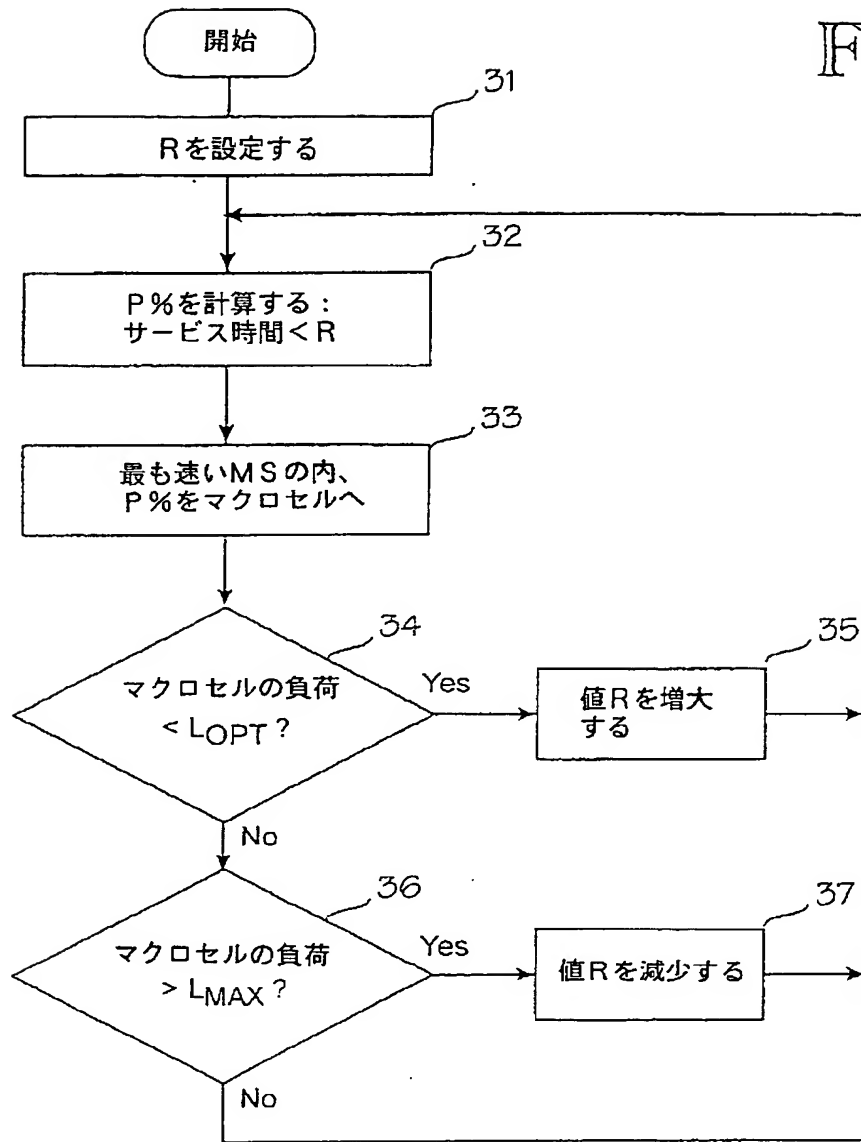 開始
F
31
Rを設定する
32
P%を計算する:
サービス時間<R
33
最も速いMSの内、
P%をマクロセルへ
34
マクロセルの負荷
< LOPT ?
Yes
35
値Rを増大
する
No
36
マクロセルの負荷
> LMAX ?
Yes
37
値Rを減少する
No